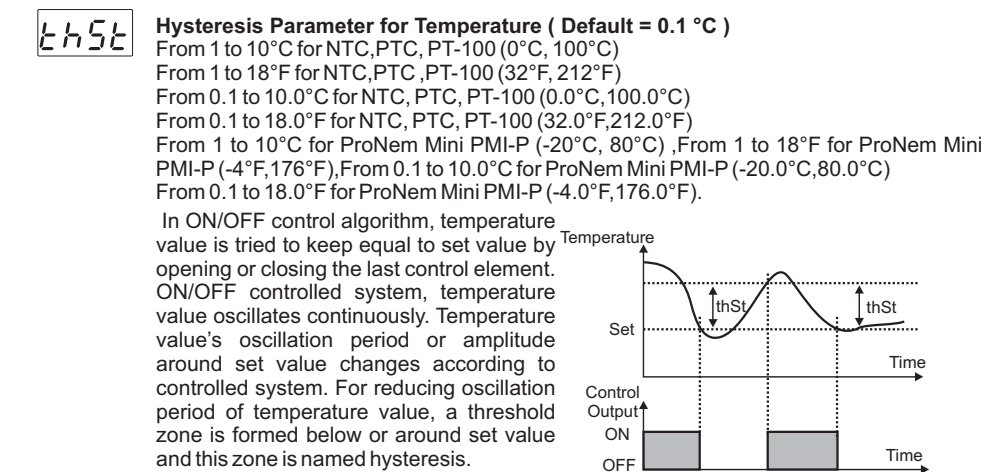 thSt
Hysteresis Parameter for Temperature ( Default = 0.1 °C )
From 1 to 10°C for NTC,PTC, PT-100 (0°C, 100°C)
From 1 to 18°F for NTC,PTC ,PT-100 (32°F, 212°F)
From 0.1 to 10.0°C for NTC, PTC, PT-100 (0.0°C,100.0°C)
From 0.1 to 18.0°F for NTC, PTC, PT-100 (32.0°F,212.0°F)
From 1 to 10°C for ProNem Mini PMI-P (-20°C, 80°C) ,From 1 to 18°F for ProNem Mini
PMI-P (-4°F,176°F),From 0.1 to 10.0°C for ProNem Mini PMI-P (-20.0°C,80.0°C)
From 0.1 to 18.0°F for ProNem Mini PMI-P (-4.0°F,176.0°F).
In ON/OFF control algorithm, temperature
value is tried to keep equal to set value by
opening or closing the last control element.
ON/OFF controlled system, temperature
value oscillates continuously. Temperature
value's oscillation period or amplitude
around set value changes according to
controlled system. For reducing oscillation
period of temperature value, a threshold
zone is formed below or around set value
and this zone is named hysteresis.
Temperature
thSt
thSt
Set
Time
Control
Output
ON
OFF
Time